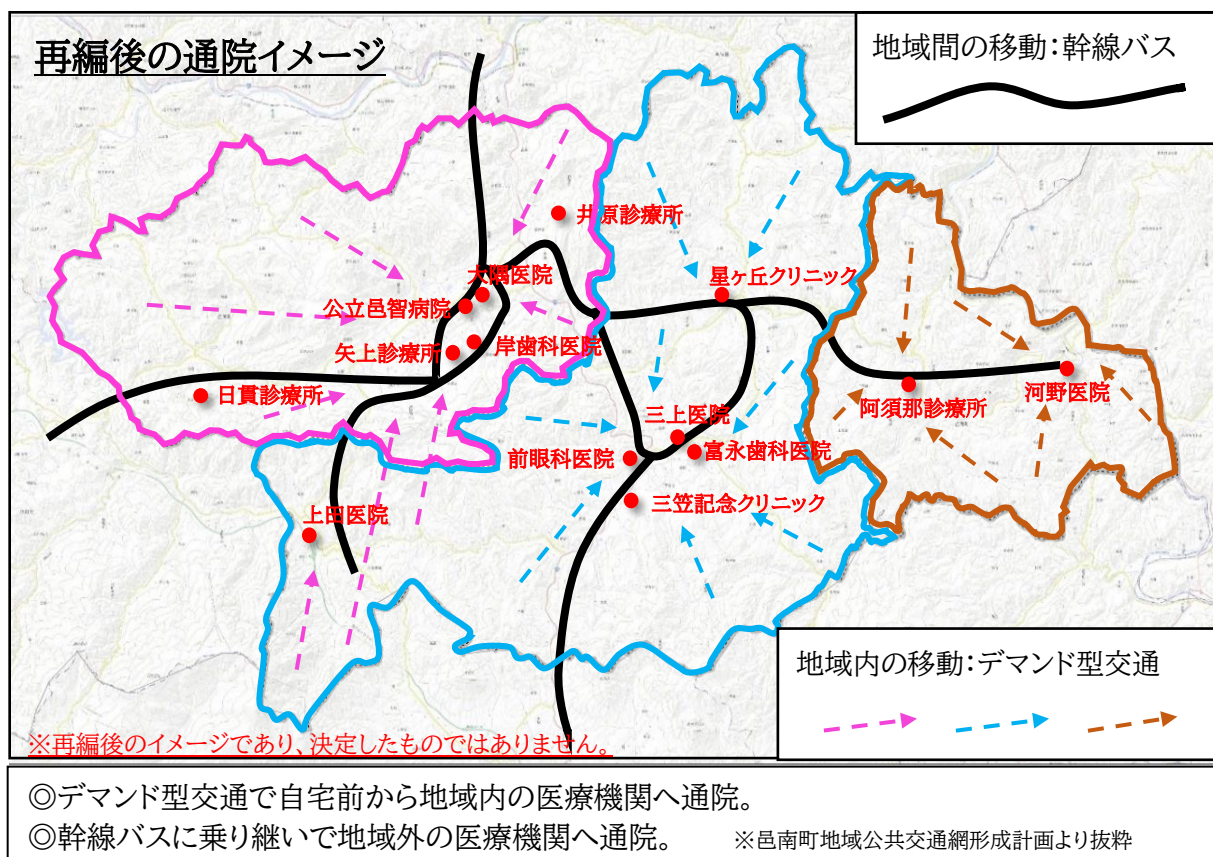 再編後の通院イメージ
地域間の移動：幹線バス
井原診療所
大隅医院
星ヶ丘クリニック
公立邑智病院
矢上診療所
岸歯科医院
日貫診療所
阿須那診療所
河野医院
三上医院
前眼科医院
富永歯科医院
三笠記念クリニック
上田医院
地域内の移動：デマンド型交通
※再編後のイメージであり、決定したものではありません。
◎デマンド型交通で自宅前から地域内の医療機関へ通院。
◎幹線バスに乗り継いで地域外の医療機関へ通院。 ※邑南町地域公共交通網形成計画より抜粋